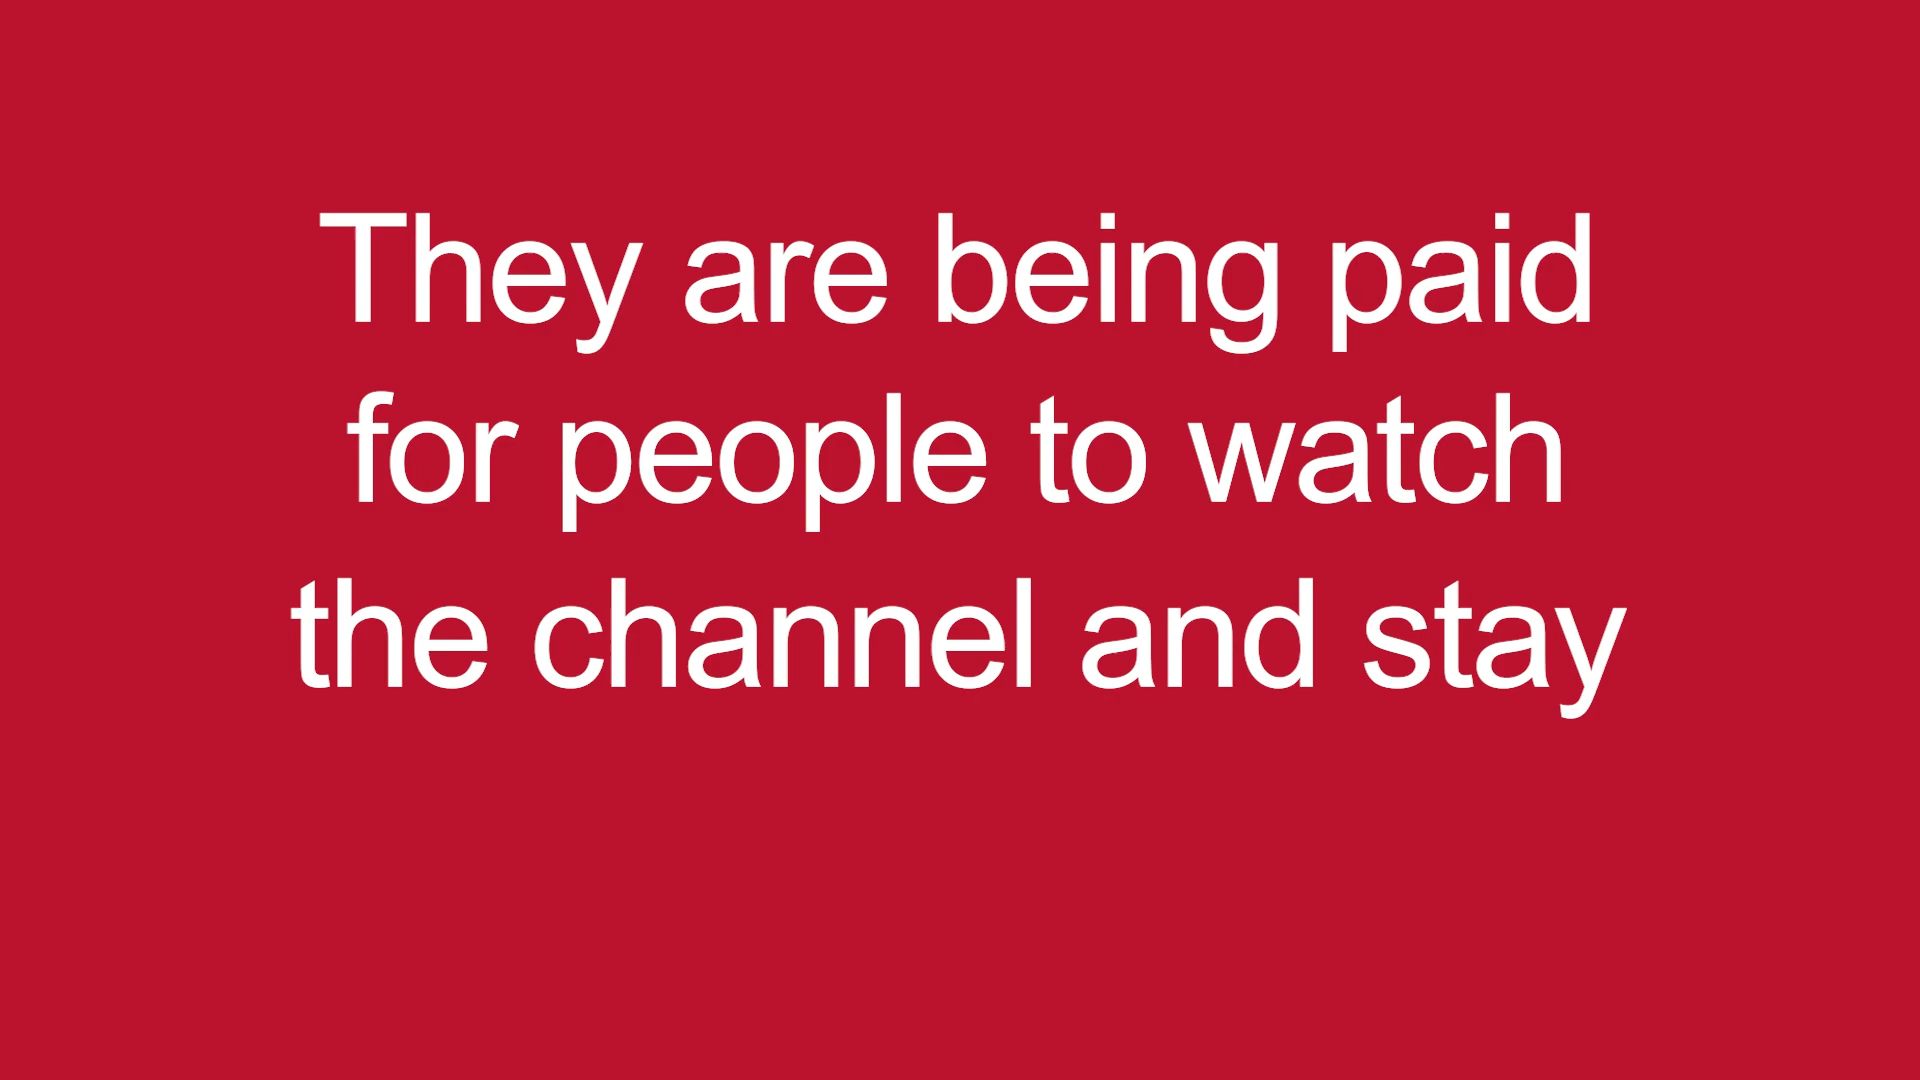 They are being paid
for people to watch
the channel and stay